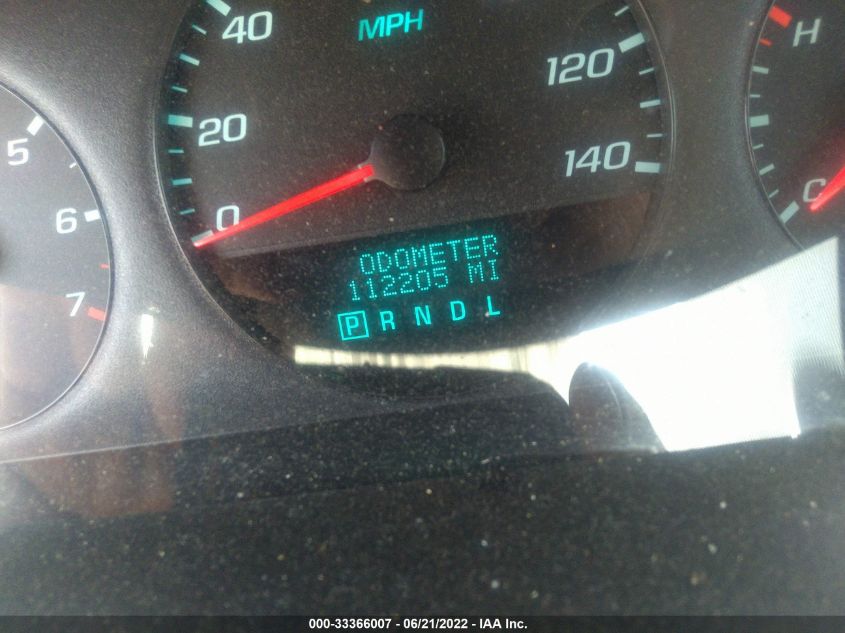 40
MPH
20
0
120
140
5
6
7
H
C
ODOMETER
112205 MI
P R N D L
000-33366007 - 06/21/2022 - IAA Inc.